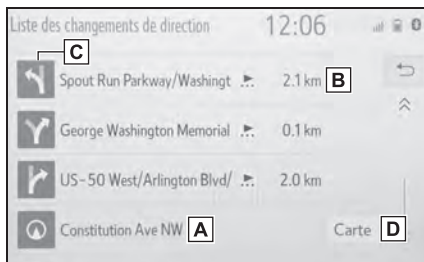 Liste des changements de direction 12:06
C
Spout Run Parkway/Washingt 2.1 km B
George Washington Memorial 0.1 km
US-50 West/Arlington Blvd/ 2.0 km
Constitution Ave NW A Carte D